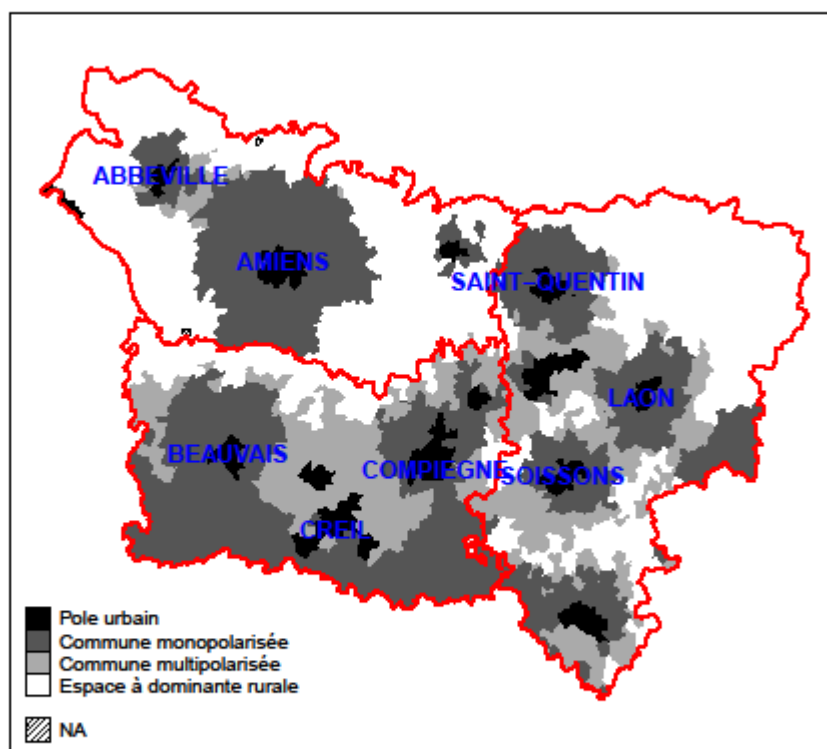 ABBEVILLE
AMIENS
SAINT−QUENTIN
LAON
BEAUVAIS
COMPIEGNE
SOISSONS
CREIL
Pole urbain
Commune monopolarisée
Commune multipolarisée
Espace à dominante rurale
NA